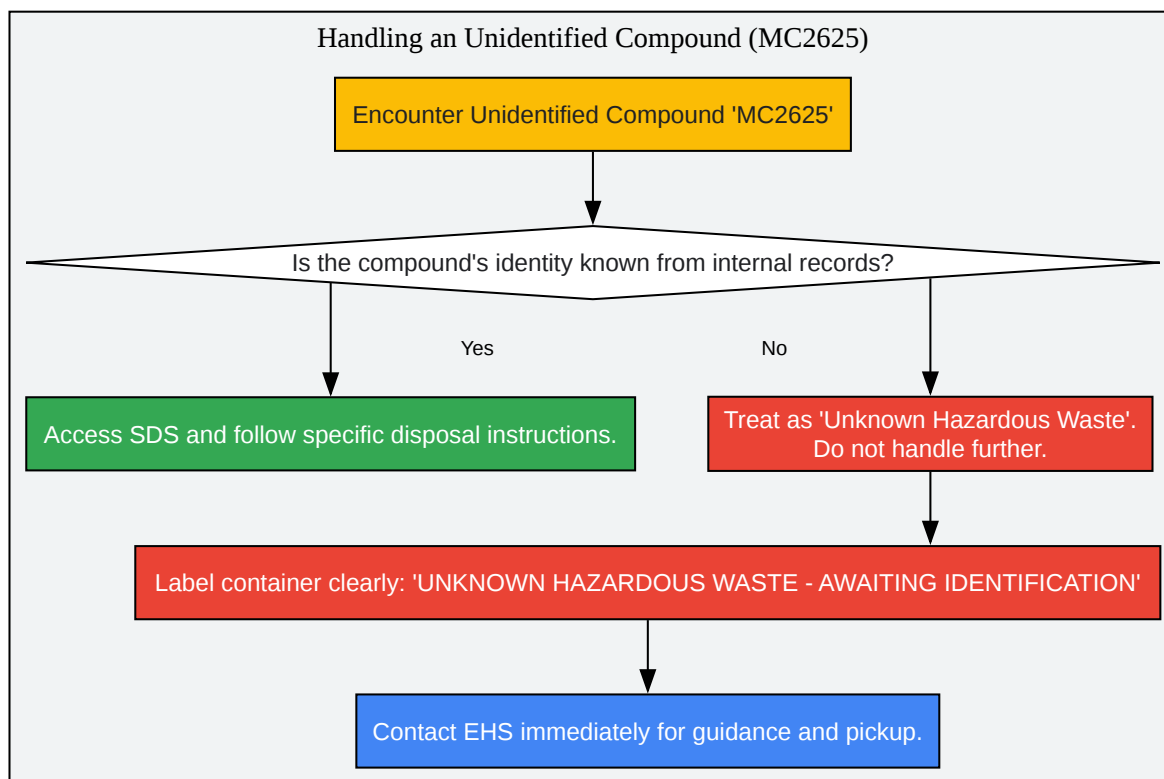 Handling an Unidentified Compound (MC2625)
Encounter Unidentified Compound 'MC2625'
Is the compound's identity known from internal records?
Yes
No
Access SDS and follow specific disposal instructions.
Treat as 'Unknown Hazardous Waste'.
Do not handle further.
Label container clearly: 'UNKNOWN HAZARDOUS WASTE - AWAITING IDENTIFICATION'
Contact EHS immediately for guidance and pickup.